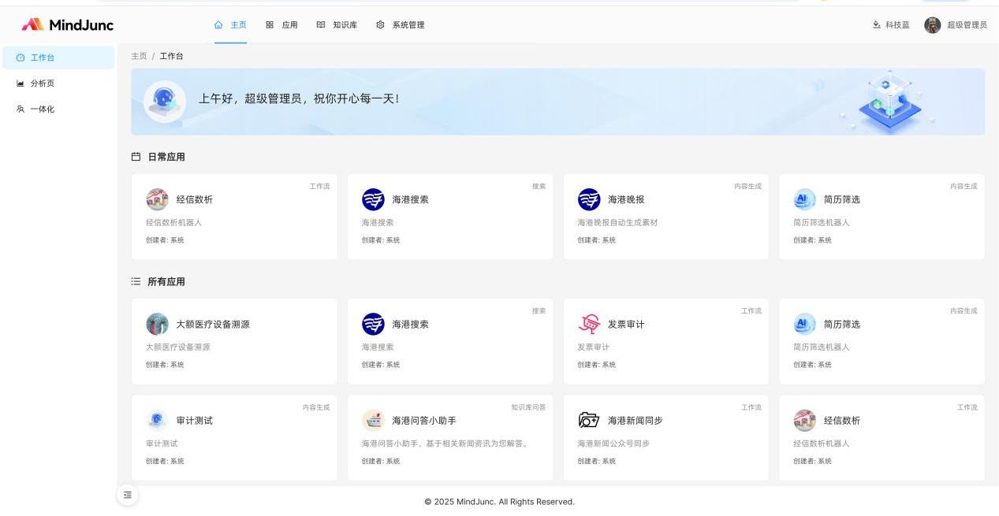 MindJunc
主页 应用 知识库 系统管理 科技蓝 超级管理员
工作台
分析页
一体化
主页 / 工作台
上午好，超级管理员，祝你开心每一天！
日常应用
工作流 搜索 内容生成 内容生成
经信数析 海港搜索 海港晚报 AI 简历筛选
经信数析机器人 海港搜索 海港晚报自动生成素材 简历筛选机器人
创建者: 系统 创建者: 系统 创建者: 系统 创建者: 系统
所有应用
搜索 工作流 内容生成
大额医疗设备溯源 海港搜索 发票审计 AI 简历筛选
大额医疗设备溯源 海港搜索 发票审计 简历筛选机器人
创建者: 系统 创建者: 系统 创建者: 系统 创建者: 系统
内容生成 知识库问答 工作流 工作流
审计测试 海港问答小助手 海港新闻同步 经信数析
审计测试 海港问答小助手，基于相关新闻资讯为您解答。 海港新闻公众号同步 经信数析机器人
创建者: 系统 创建者: 系统 创建者: 系统 创建者: 系统
© 2025 MindJunc. All Rights Reserved.